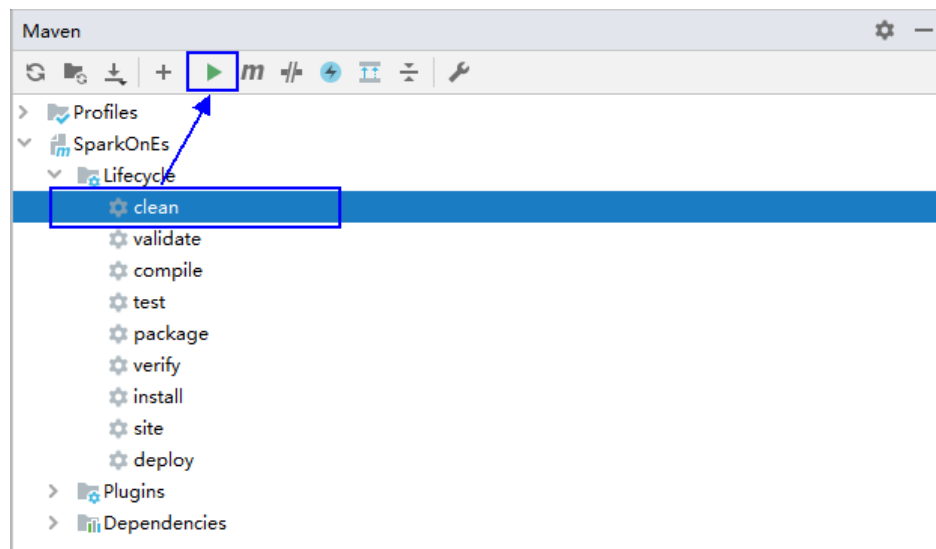 Maven
m
Profiles
SparkOnEs
Lifecycle
clean
validate
compile
test
package
verify
install
site
deploy
Plugins
Dependencies